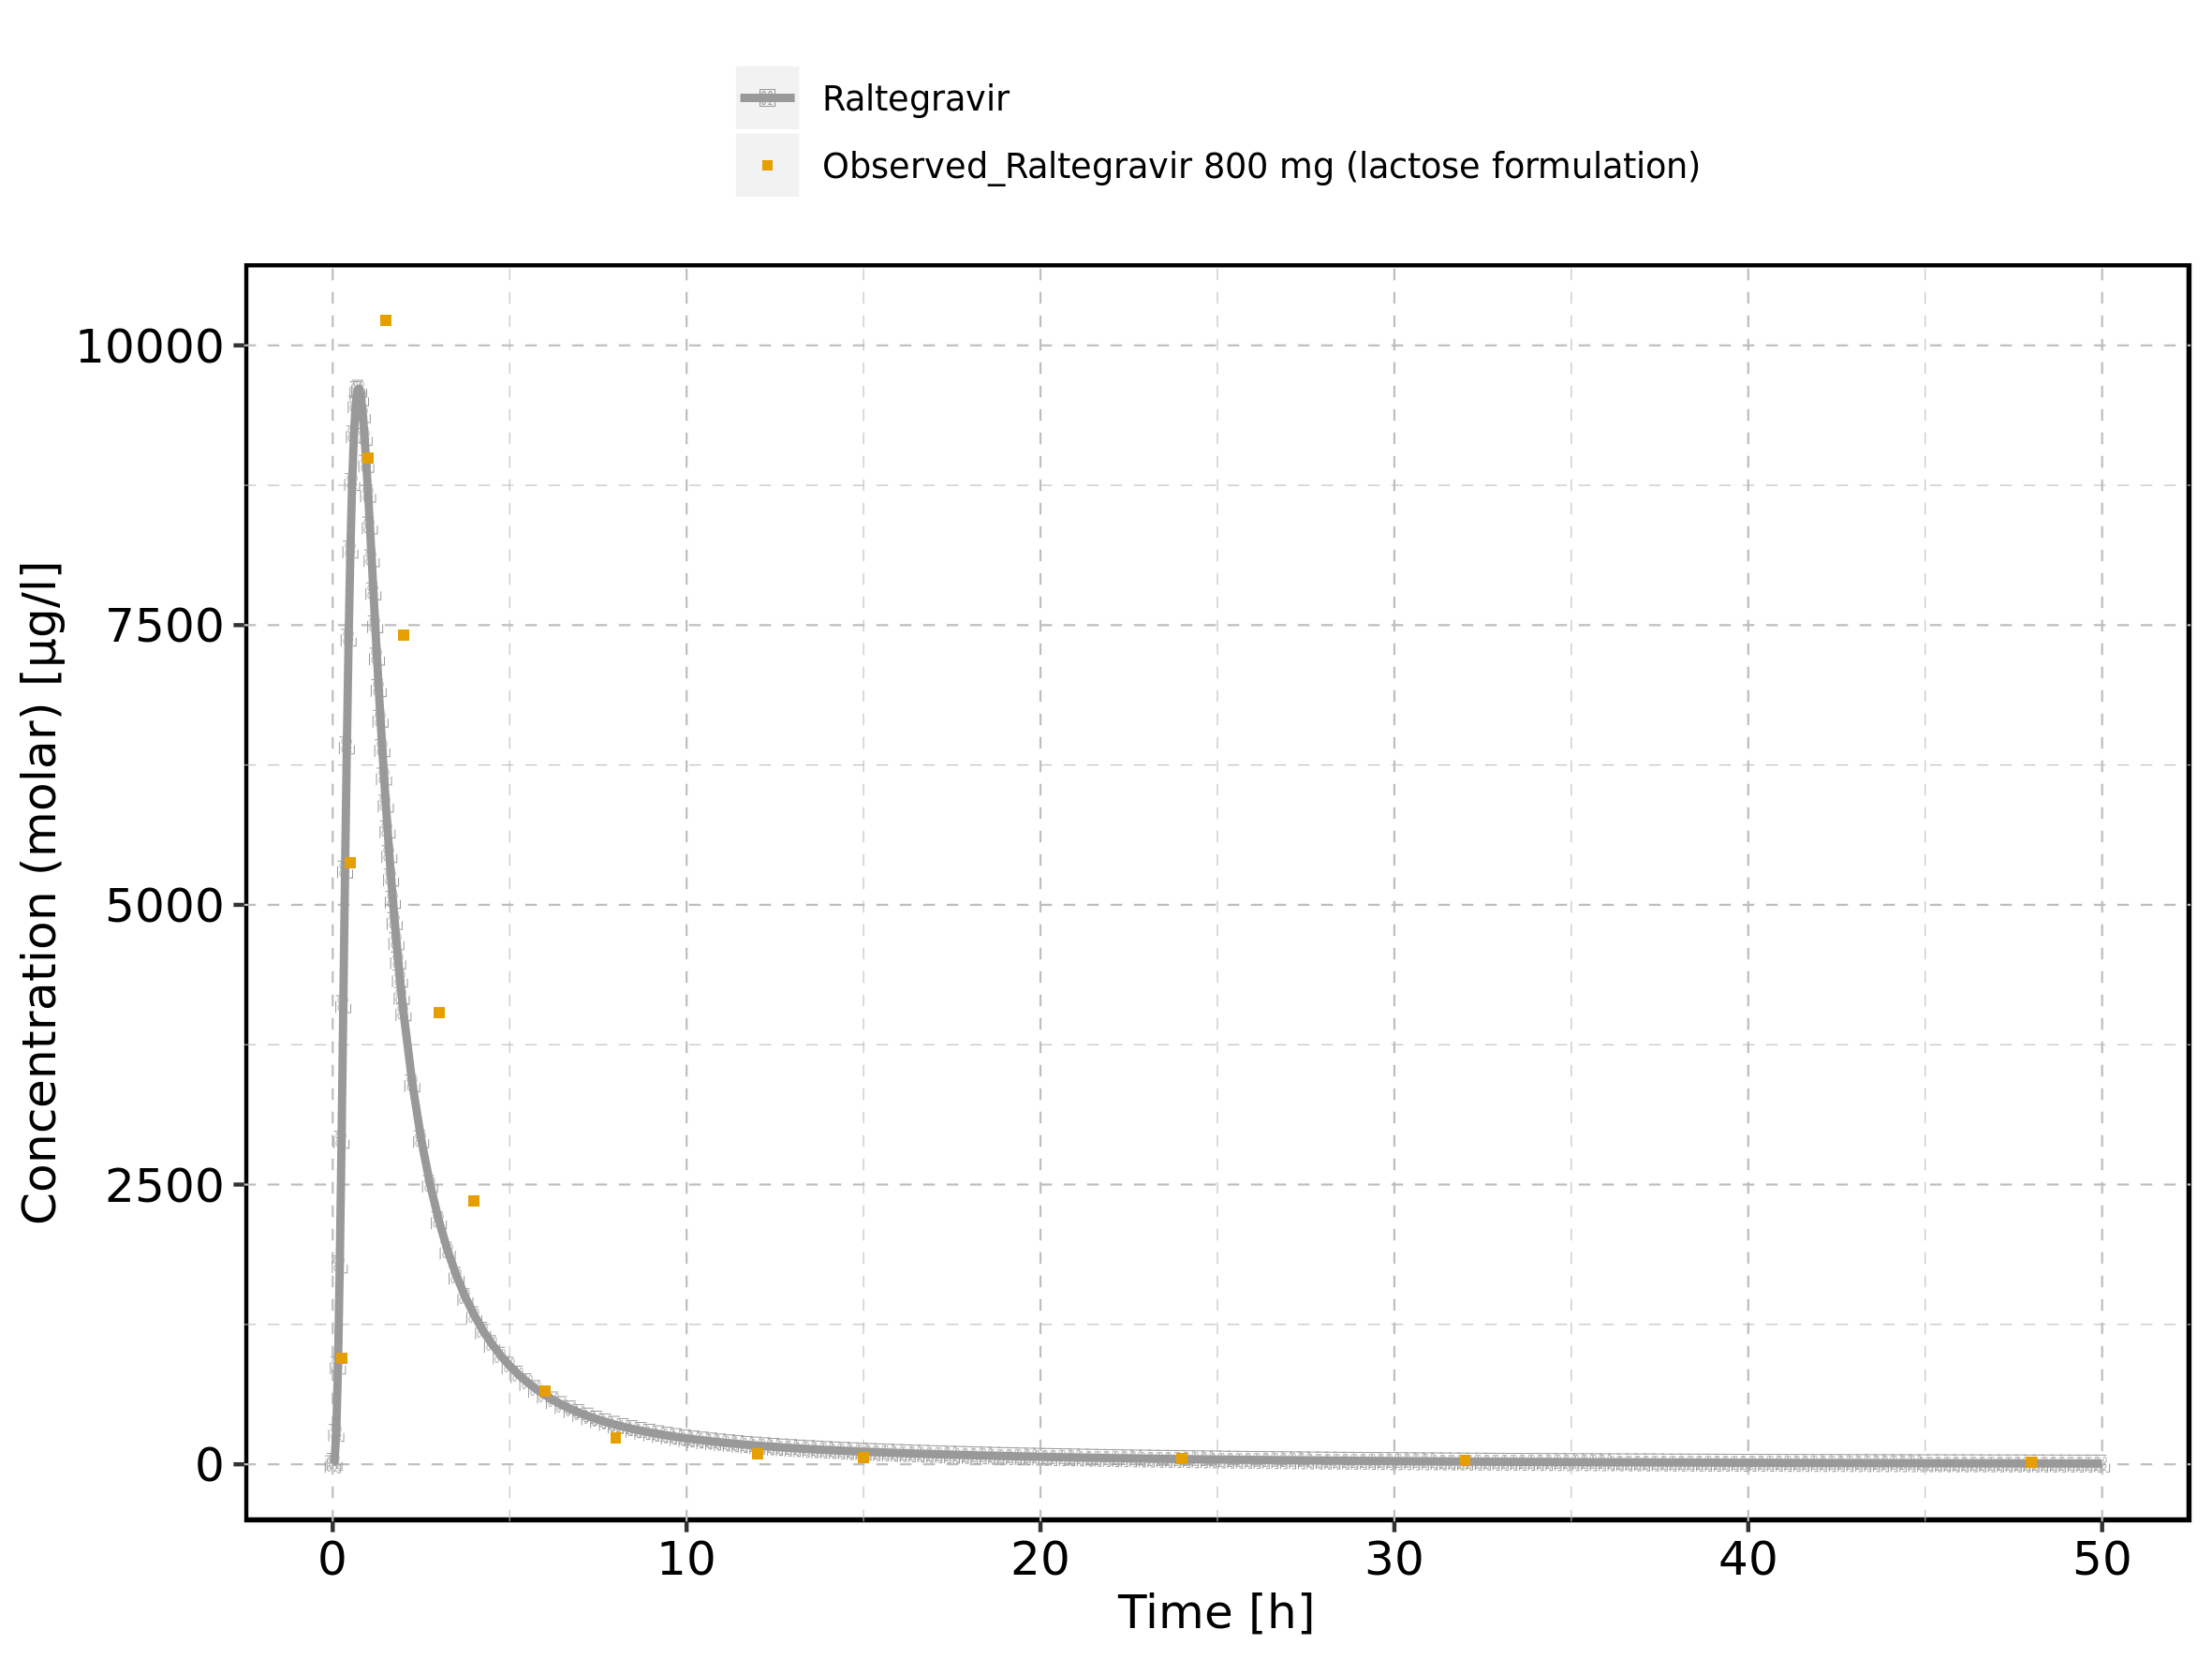 Raltegravir
Observed_Raltegravir 800 mg (lactose formulation)
Concentration (molar) [µg/l]
10000
7500
5000
2500
0
0 10 20 30 40 50
Time [h]